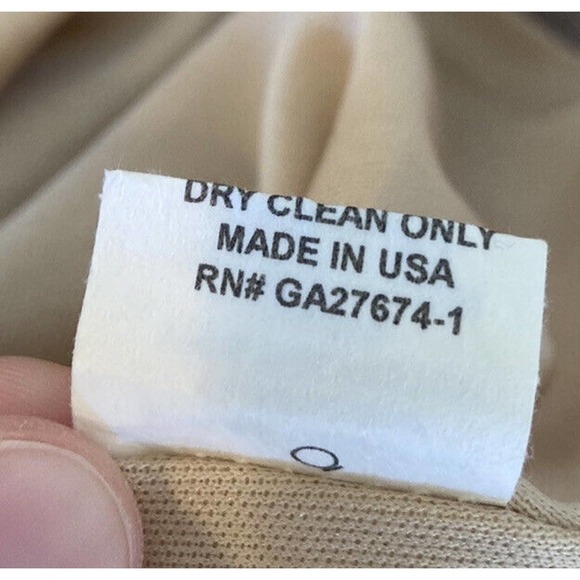 DRY CLEAN ONLY
MADE IN USA
RN# GA27674-1